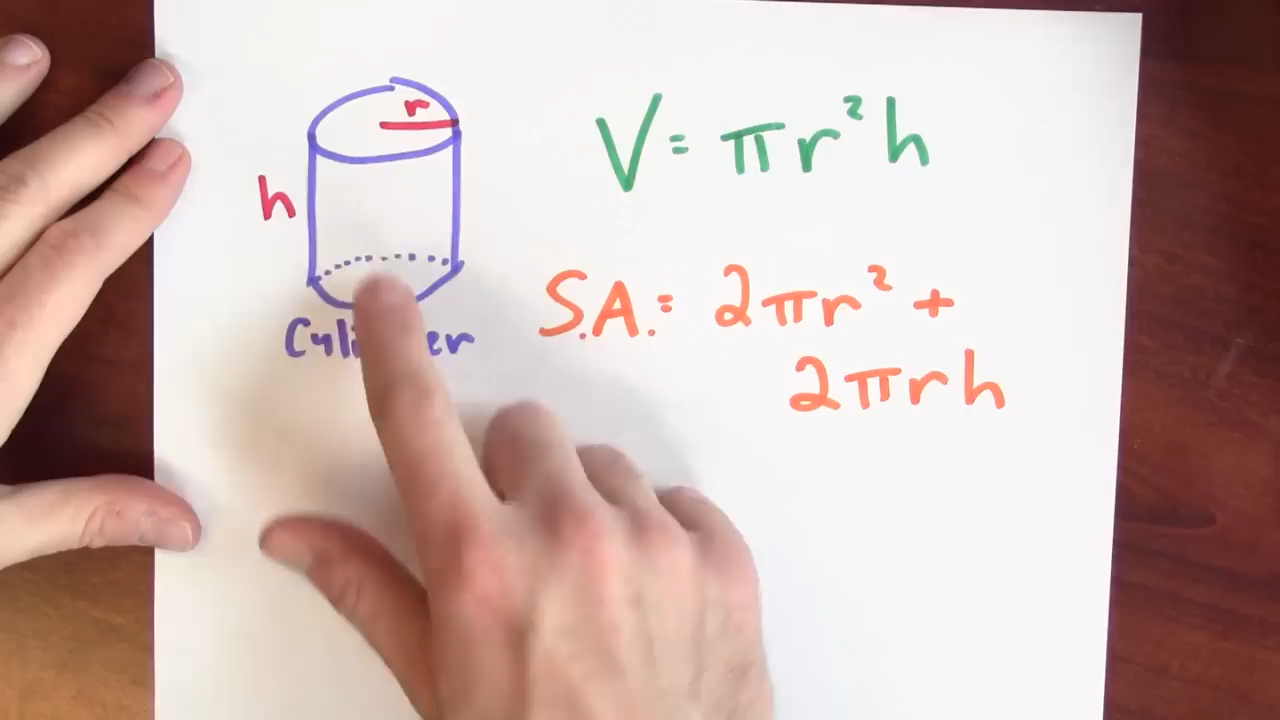 r
h
V = πr²h
S.A. = 2πr² +
2πrh